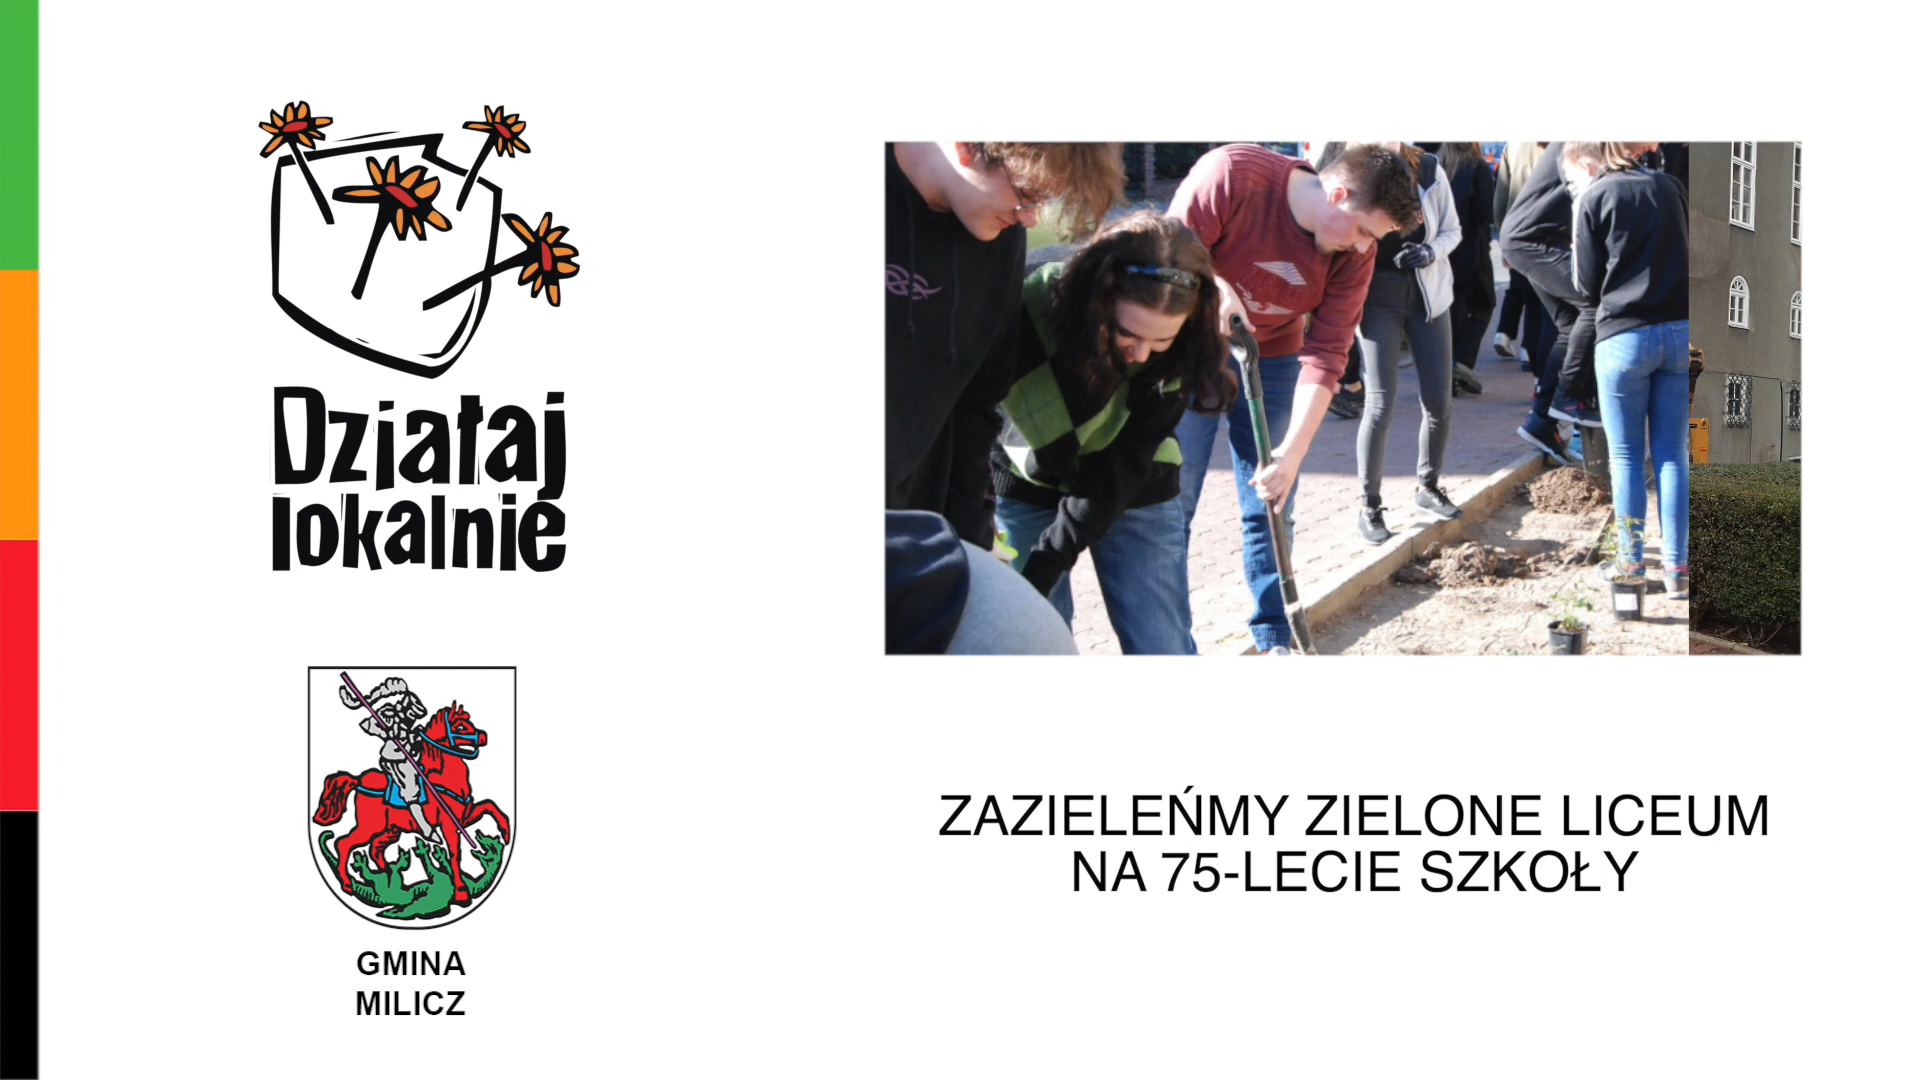 Działaj
lokalnie
GMINA
MILICZ
ZAZIELEŃMY ZIELONE LICEUM
NA 75-LECIE SZKOŁY